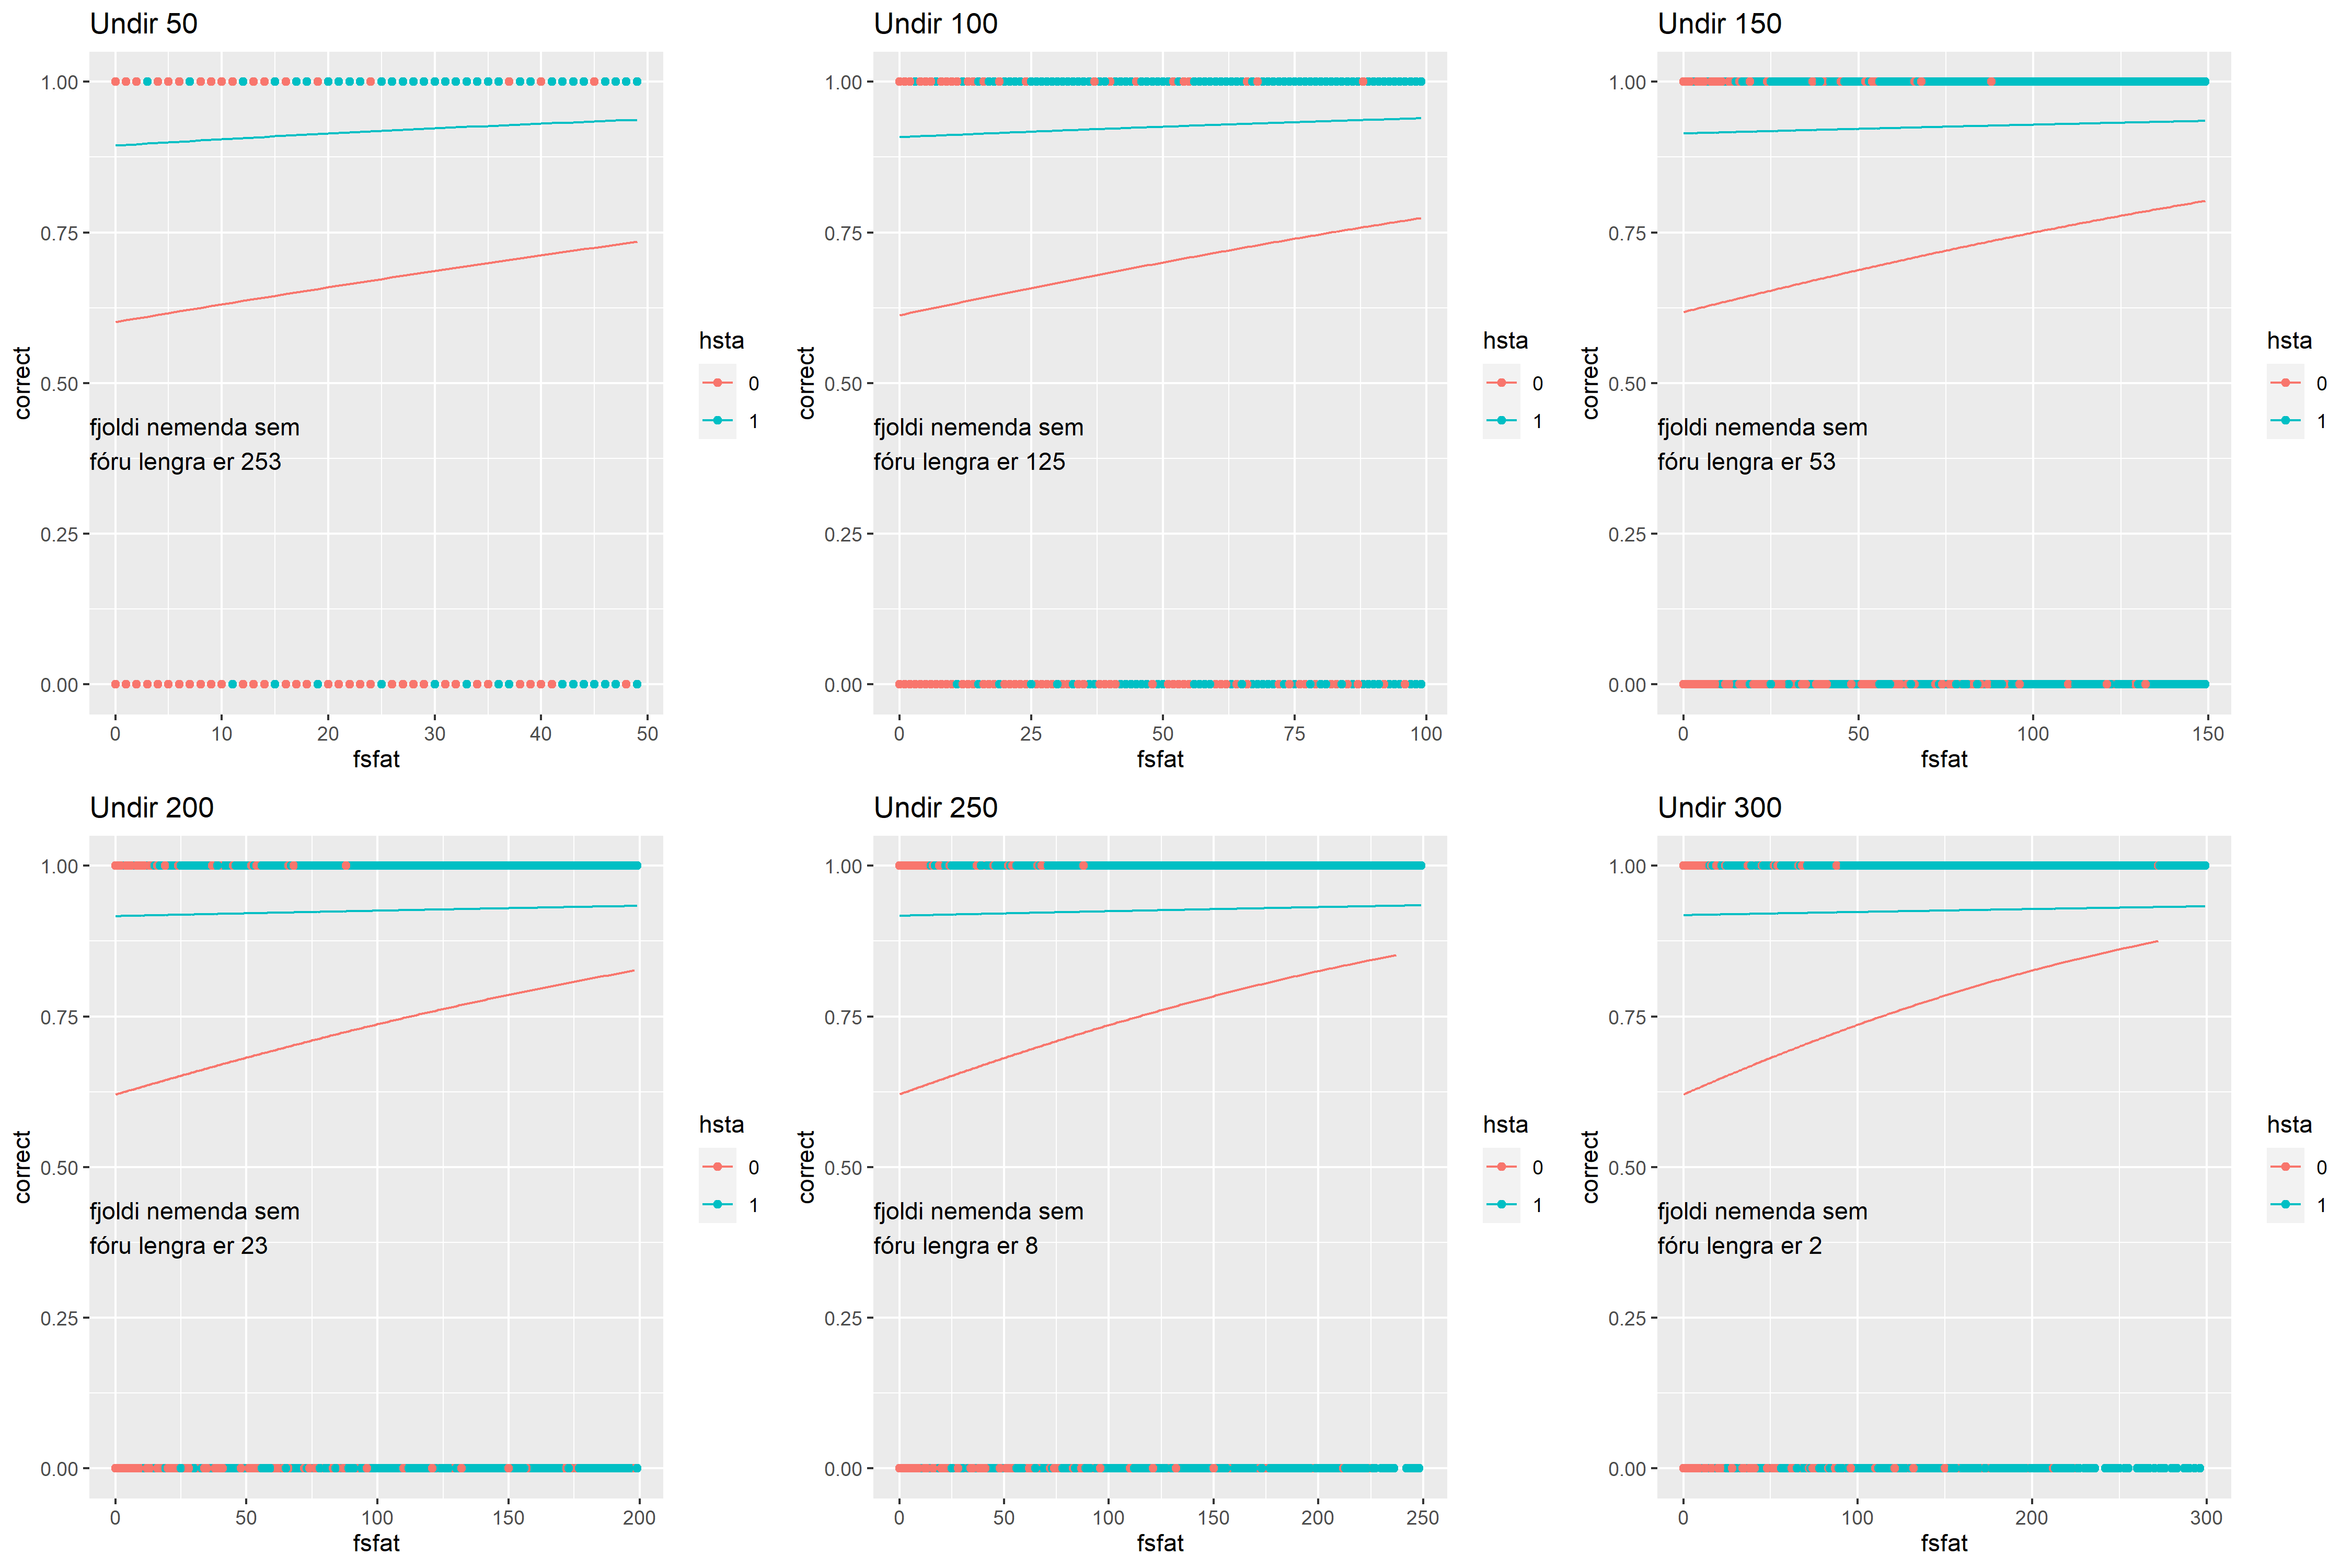 Undir 50
correct
1.00
0.75
0.50
0.25
0.00
fjoldi nemenda sem
fóru lengra er 253
0 10 20 30 40 50
fsfat
hsta
0
1
Undir 100
correct
1.00
0.75
0.50
0.25
0.00
fjoldi nemenda sem
fóru lengra er 125
0 25 50 75 100
fsfat
hsta
0
1
Undir 150
correct
1.00
0.75
0.50
0.25
0.00
fjoldi nemenda sem
fóru lengra er 53
0 50 100 150
fsfat
hsta
0
1
Undir 200
correct
1.00
0.75
0.50
0.25
0.00
fjoldi nemenda sem
fóru lengra er 23
0 50 100 150 200
fsfat
hsta
0
1
Undir 250
correct
1.00
0.75
0.50
0.25
0.00
fjoldi nemenda sem
fóru lengra er 8
0 50 100 150 200 250
fsfat
hsta
0
1
Undir 300
correct
1.00
0.75
0.50
0.25
0.00
fjoldi nemenda sem
fóru lengra er 2
0 100 200 300
fsfat
hsta
0
1